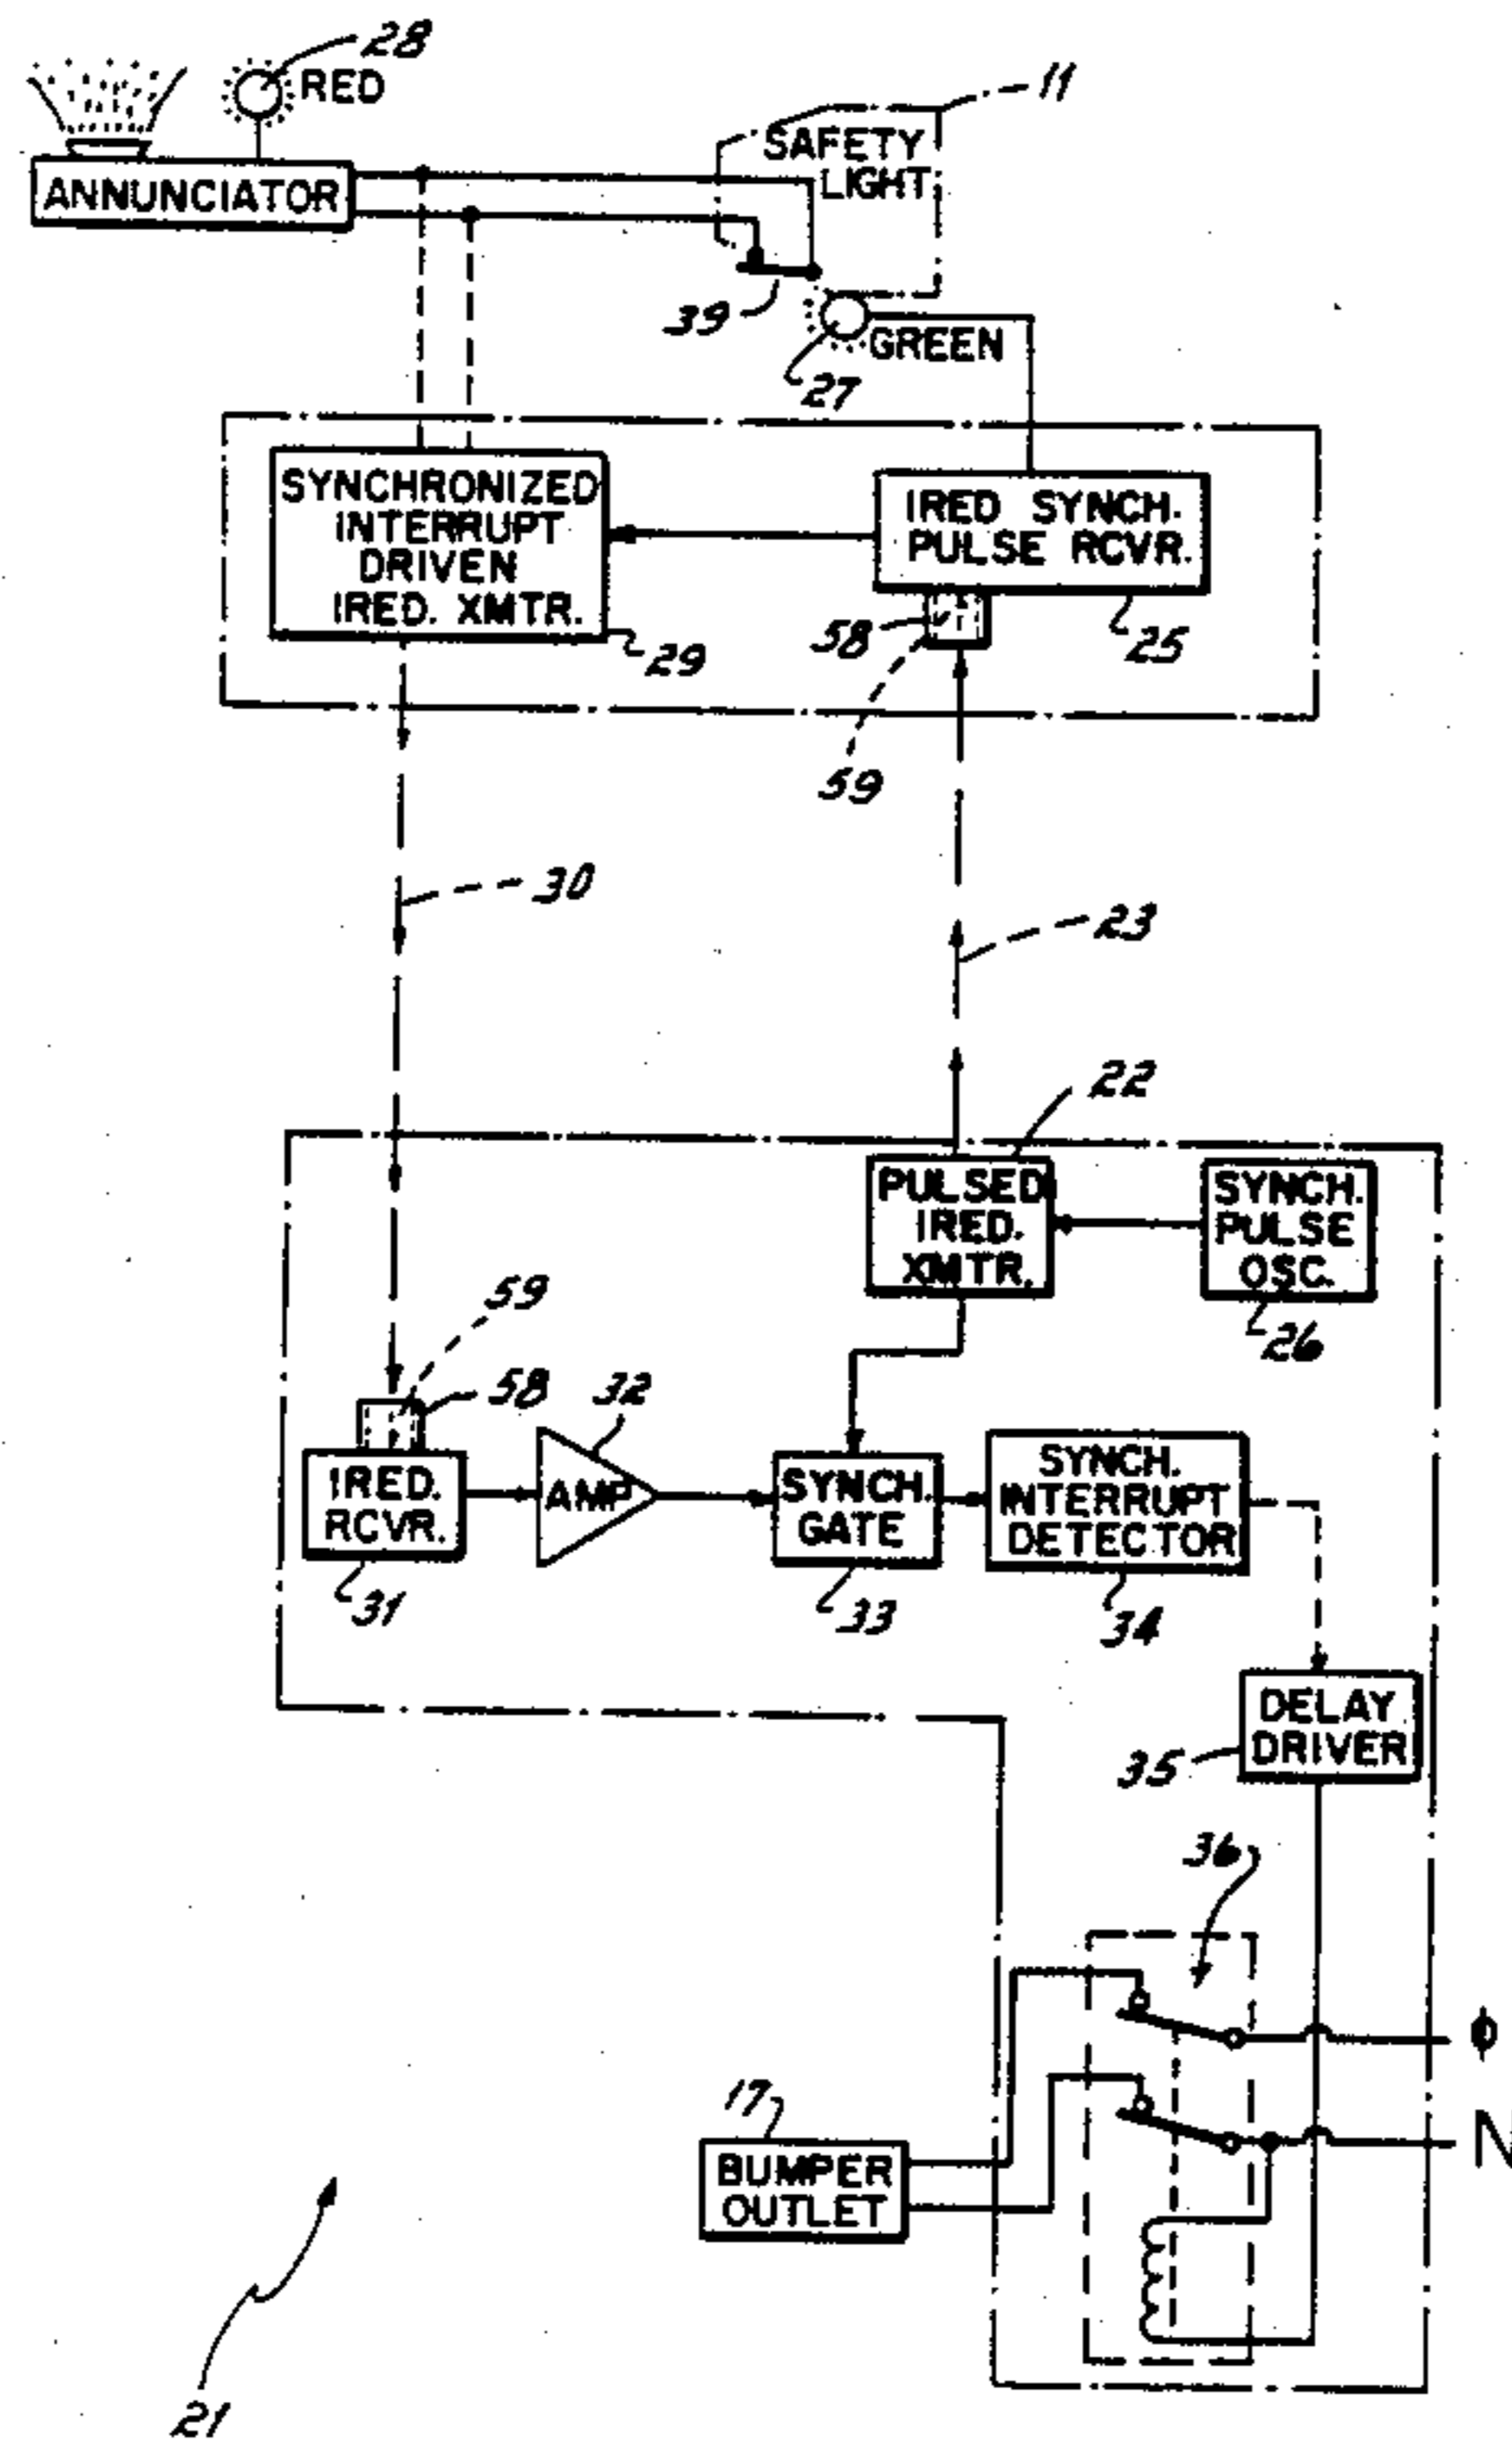 28
RED
11
SAFETY
LIGHT
ANNUNCIATOR
39
GREEN
27
SYNCHRONIZED
INTERRUPT
DRIVEN
IRED. XMTR.
29
IRED SYNCH.
PULSE RCVR.
58
25
59
30
23
22
PULSED
IRED.
XMTR.
SYNCH.
PULSE
OSC.
26
59
58
32
IRED.
RCVR.
31
AMP
SYNCH.
GATE
33
SYNCH.
INTERRUPT
DETECTOR
34
DELAY
DRIVER
35
36
Φ
N
17
BUMPER
OUTLET
21